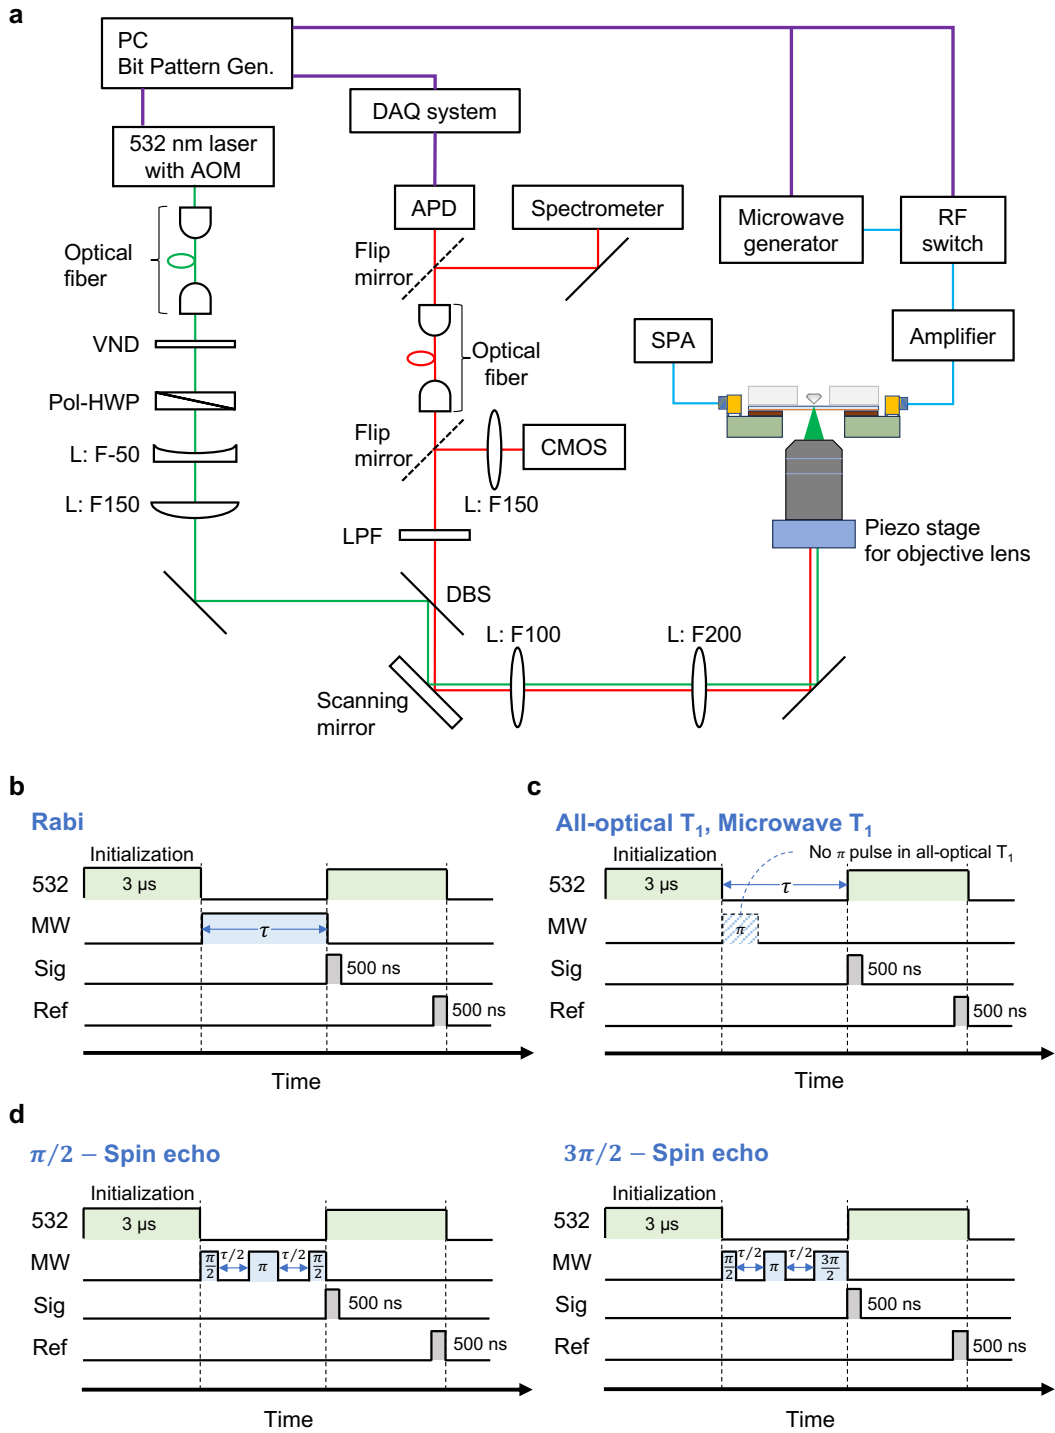 a
PC
Bit Pattern Gen.
DAQ system
532 nm laser
with AOM
APD
Spectrometer
Microwave
generator
RF
switch
Optical
fiber
Flip
mirror
VND
SPA
Amplifier
Optical
fiber
Pol-HWP
Flip
mirror
CMOS
L: F-50
L: F150
L: F150
LPF
Piezo stage
for objective lens
DBS
L: F100
L: F200
Scanning
mirror
b
Rabi
Initialization
532
3 μs
MW
τ
Sig
500 ns
Ref
500 ns
Time
c
All-optical T₁, Microwave T₁
No π pulse in all-optical T₁
Initialization
532
3 μs
τ
MW
π
Sig
500 ns
Ref
500 ns
Time
d
π/2 − Spin echo
Initialization
532
3 μs
MW
π/2
τ/2
π
τ/2
π/2
Sig
500 ns
Ref
500 ns
Time
3π/2 − Spin echo
Initialization
532
3 μs
MW
π/2
τ/2
π
τ/2
3π/2
Sig
500 ns
Ref
500 ns
Time